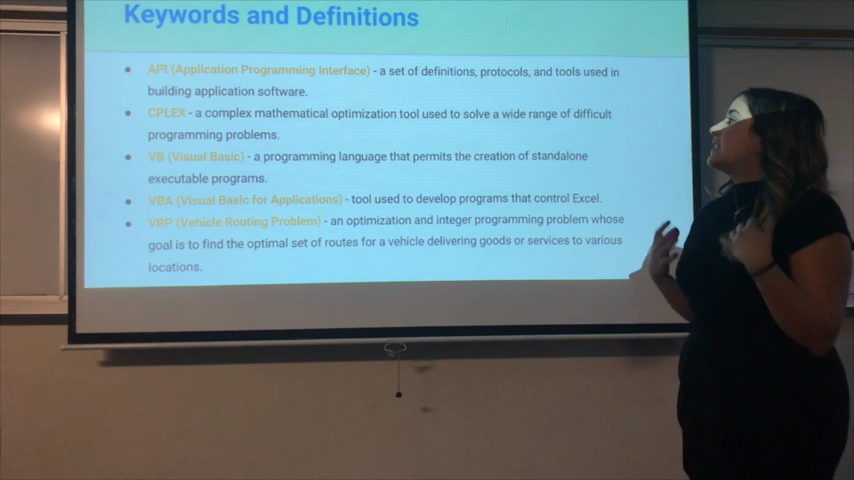 Keywords and Definitions
● API (Application Programming Interface) - a set of definitions, protocols, and tools used in
building application software.
● CPLEX - a complex mathematical optimization tool used to solve a wide range of difficult
programming problems.
● VB (Visual Basic) - a programming language that permits the creation of standalone
executable programs.
● VBA (Visual Basic for Applications) - tool used to develop programs that control Excel.
● VRP (Vehicle Routing Problem) - an optimization and integer programming problem whose
goal is to find the optimal set of routes for a vehicle delivering goods or services to various
locations.